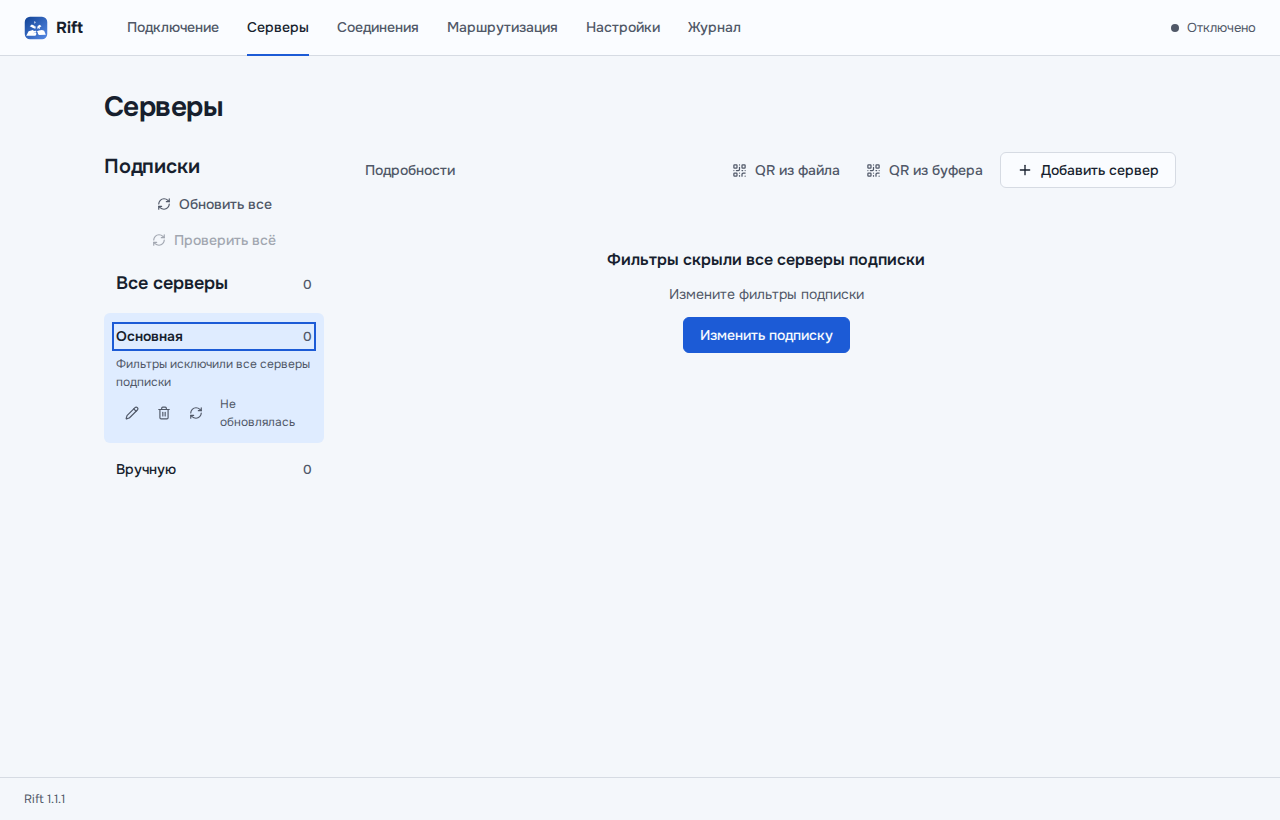 Rift
Подключение
Серверы
Соединения
Маршрутизация
Настройки
Журнал
Отключено
Серверы
Подписки
Обновить все
Проверить всё
Все серверы 0
Основная 0
Фильтры исключили все серверы
подписки
Не
обновлялась
Вручную 0
Подробности
QR из файла
QR из буфера
Добавить сервер
Фильтры скрыли все серверы подписки
Измените фильтры подписки
Изменить подписку
Rift 1.1.1